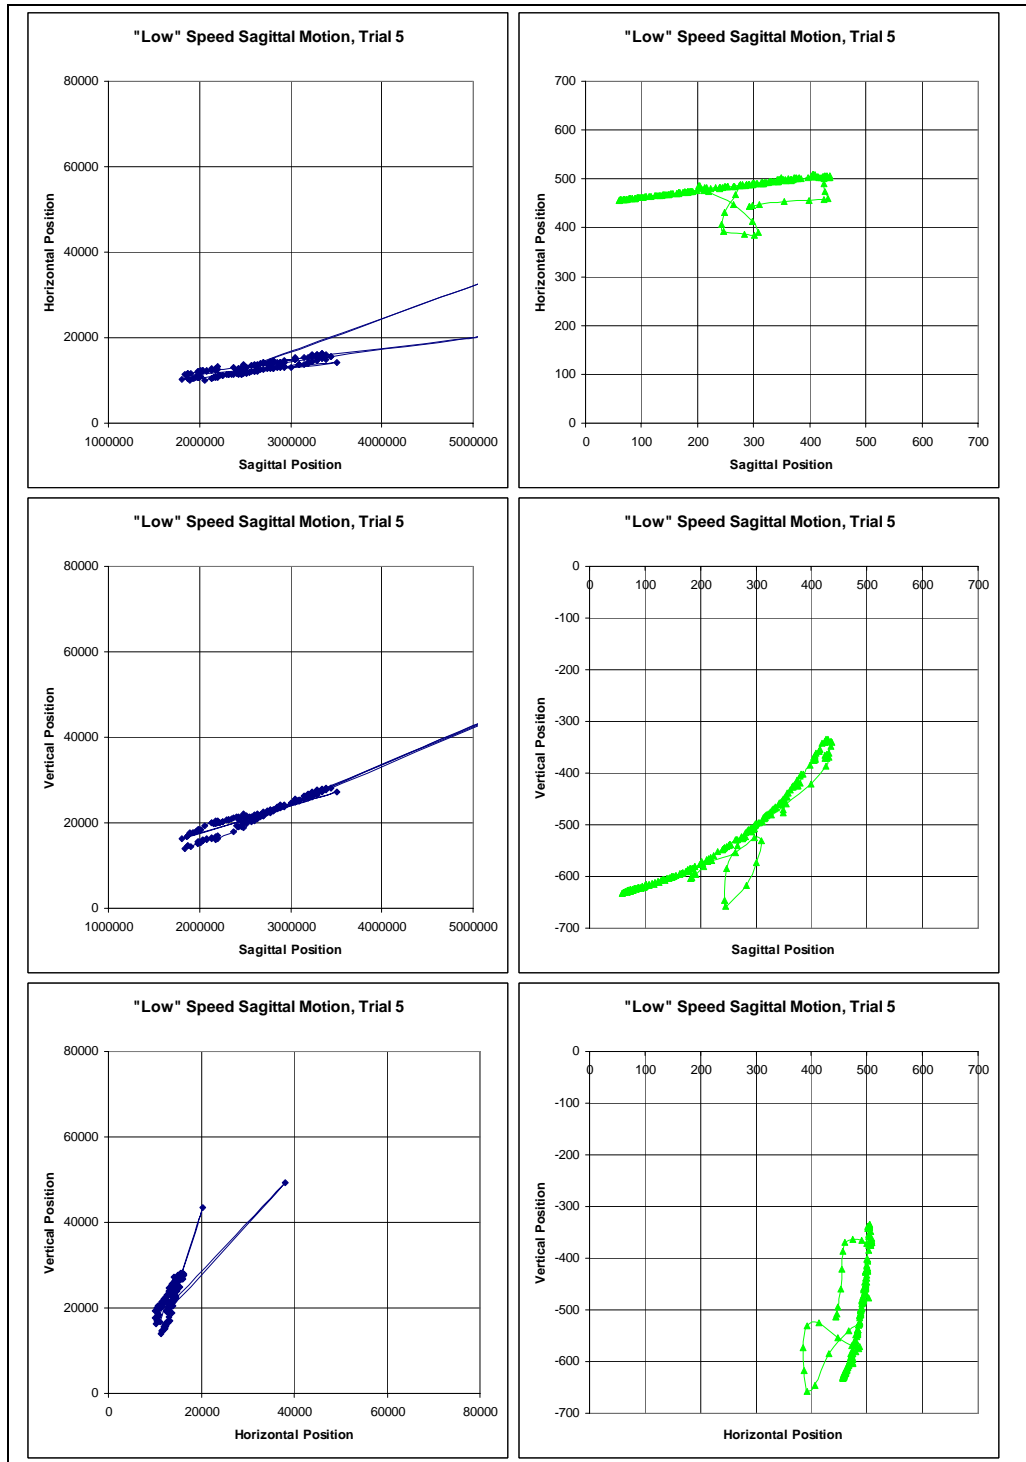 "Low" Speed Sagittal Motion, Trial 5
80000
60000
40000
20000
0
1000000 2000000 3000000 4000000 5000000
Horizontal Position
Sagittal Position
"Low" Speed Sagittal Motion, Trial 5
700
600
500
400
300
200
100
0
0 100 200 300 400 500 600 700
Horizontal Position
Sagittal Position
"Low" Speed Sagittal Motion, Trial 5
80000
60000
40000
20000
0
1000000 2000000 3000000 4000000 5000000
Vertical Position
Sagittal Position
"Low" Speed Sagittal Motion, Trial 5
0
0 100 200 300 400 500 600 700
-100
-200
-300
-400
-500
-600
-700
Vertical Position
Sagittal Position
"Low" Speed Sagittal Motion, Trial 5
80000
60000
40000
20000
0
0 20000 40000 60000 80000
Vertical Position
Horizontal Position
"Low" Speed Sagittal Motion, Trial 5
0
0 100 200 300 400 500 600 700
-100
-200
-300
-400
-500
-600
-700
Vertical Position
Horizontal Position